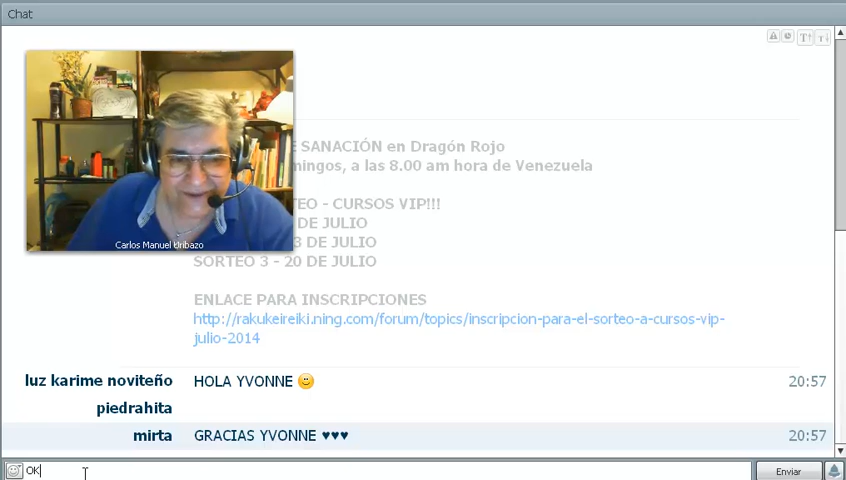 Chat
Carlos Manuel Uribazo
E SANACIÓN en Dragón Rojo
mingos, a las 8.00 am hora de Venezuela
TEO - CURSOS VIP!!!
DE JULIO
3 DE JULIO
SORTEO 3 - 20 DE JULIO
ENLACE PARA INSCRIPCIONES
http://rakukeireiki.ning.com/forum/topics/inscripcion-para-el-sorteo-a-cursos-vip-
julio-2014
luz karime noviteño HOLA YVONNE 20:57
piedrahita
mirta GRACIAS YVONNE ♥♥♥ 20:57
OK
Enviar